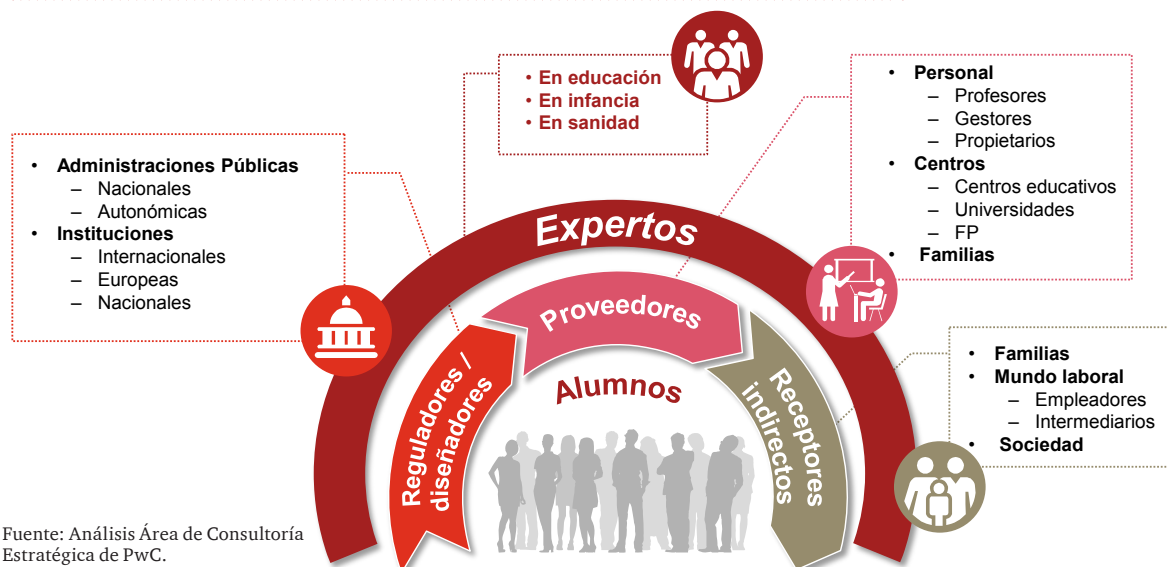 • En educación
• En infancia
• En sanidad
• Personal
– Profesores
– Gestores
– Propietarios
• Centros
– Centros educativos
– Universidades
– FP
• Familias
• Administraciones Públicas
– Nacionales
– Autonómicas
• Instituciones
– Internacionales
– Europeas
– Nacionales
Expertos
Proveedores
Reguladores /
diseñadores
Alumnos
Receptores
indirectos
• Familias
• Mundo laboral
– Empleadores
– Intermediarios
• Sociedad
Fuente: Análisis Área de Consultoría
Estratégica de PwC.